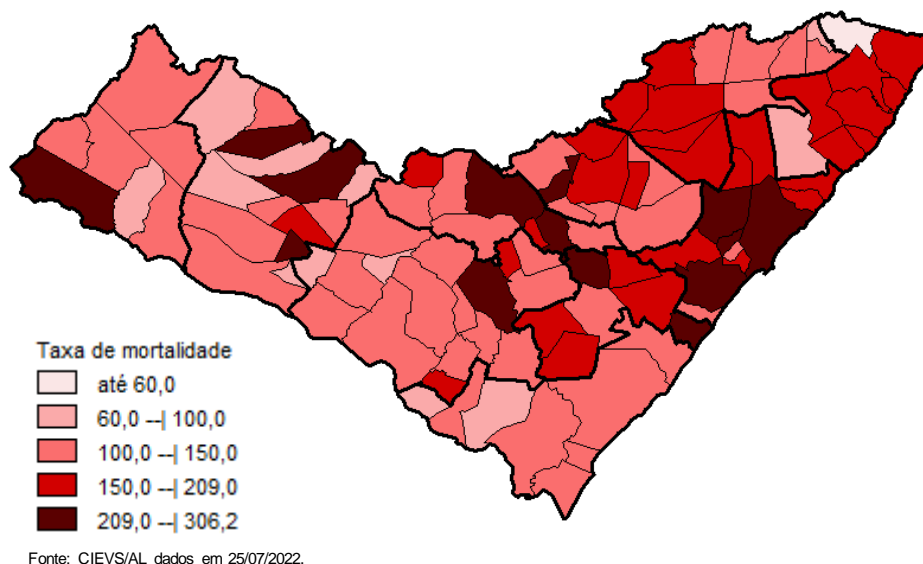 Taxa de mortalidade
até 60,0
60,0 --| 100,0
100,0 --| 150,0
150,0 --| 209,0
209,0 --| 306,2
Fonte: CIEVS/AL dados em 25/07/2022.